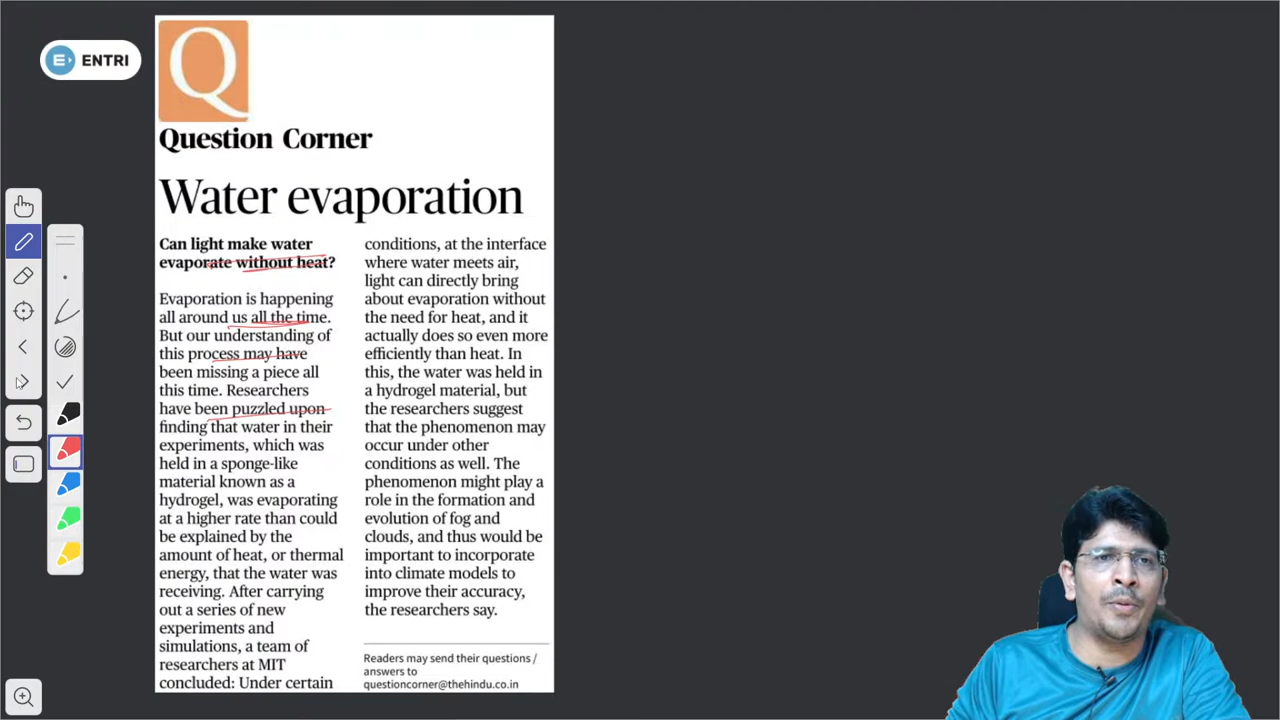 ENTRI
Q
Question Corner
Water evaporation
Can light make water
evaporate without heat?
Evaporation is happening
all around us all the time.
But our understanding of
this process may have
been missing a piece all
this time. Researchers
have been puzzled upon
finding that water in their
experiments, which was
held in a sponge-like
material known as a
hydrogel, was evaporating
at a higher rate than could
be explained by the
amount of heat, or thermal
energy, that the water was
receiving. After carrying
out a series of new
experiments and
simulations, a team of
researchers at MIT
concluded: Under certain
conditions, at the interface
where water meets air,
light can directly bring
about evaporation without
the need for heat, and it
actually does so even more
efficiently than heat. In
this, the water was held in
a hydrogel material, but
the researchers suggest
that the phenomenon may
occur under other
conditions as well. The
phenomenon might play a
role in the formation and
evolution of fog and
clouds, and thus would be
important to incorporate
into climate models to
improve their accuracy,
the researchers say.
Readers may send their questions /
answers to
questioncorner@thehindu.co.in